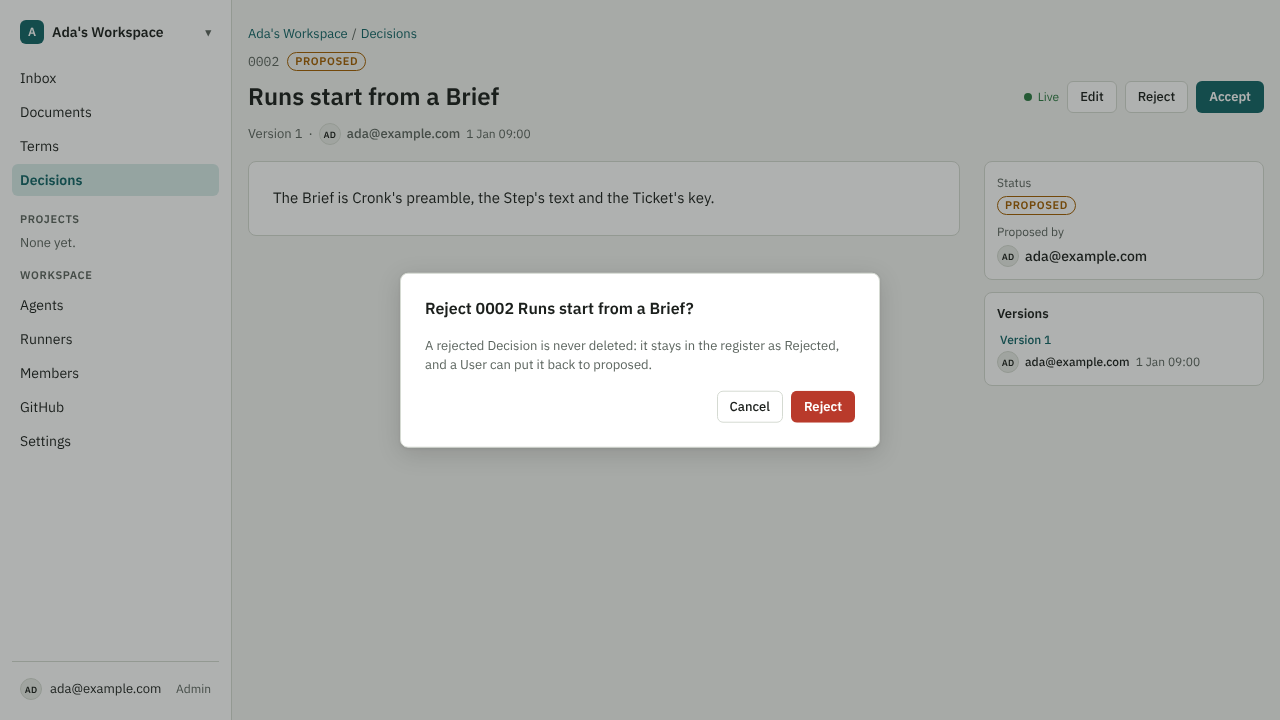 A Ada's Workspace ▾
Inbox
Documents
Terms
Decisions
PROJECTS
None yet.
WORKSPACE
Agents
Runners
Members
GitHub
Settings
AD ada@example.com Admin
Ada's Workspace / Decisions
0002 PROPOSED
Runs start from a Brief
Live Edit Reject Accept
Version 1 · AD ada@example.com 1 Jan 09:00
The Brief is Cronk's preamble, the Step's text and the Ticket's key.
Status
PROPOSED
Proposed by
AD ada@example.com
Versions
Version 1
AD ada@example.com 1 Jan 09:00
Reject 0002 Runs start from a Brief?
A rejected Decision is never deleted: it stays in the register as Rejected,
and a User can put it back to proposed.
Cancel Reject